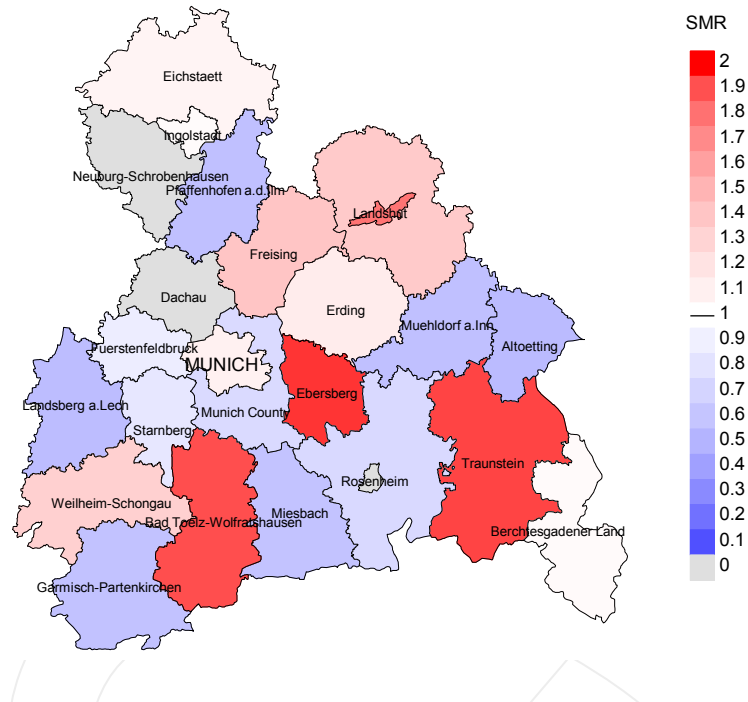 SMR
2
1.9
1.8
1.7
1.6
1.5
1.4
1.3
1.2
1.1
1
0.9
0.8
0.7
0.6
0.5
0.4
0.3
0.2
0.1
0
Eichstaett
Ingolstadt
Neuburg-Schrobenhausen
Pfaffenhofen a.d.Ilm
Landshut
Freising
Dachau
Erding
Muehldorf a.Inn
Altoetting
Fuerstenfeldbruck
MUNICH
Ebersberg
Landsberg a.Lech
Munich County
Starnberg
Traunstein
Rosenheim
Weilheim-Schongau
Miesbach
Bad Toelz-Wolfratshausen
Berchtesgadener Land
Garmisch-Partenkirchen